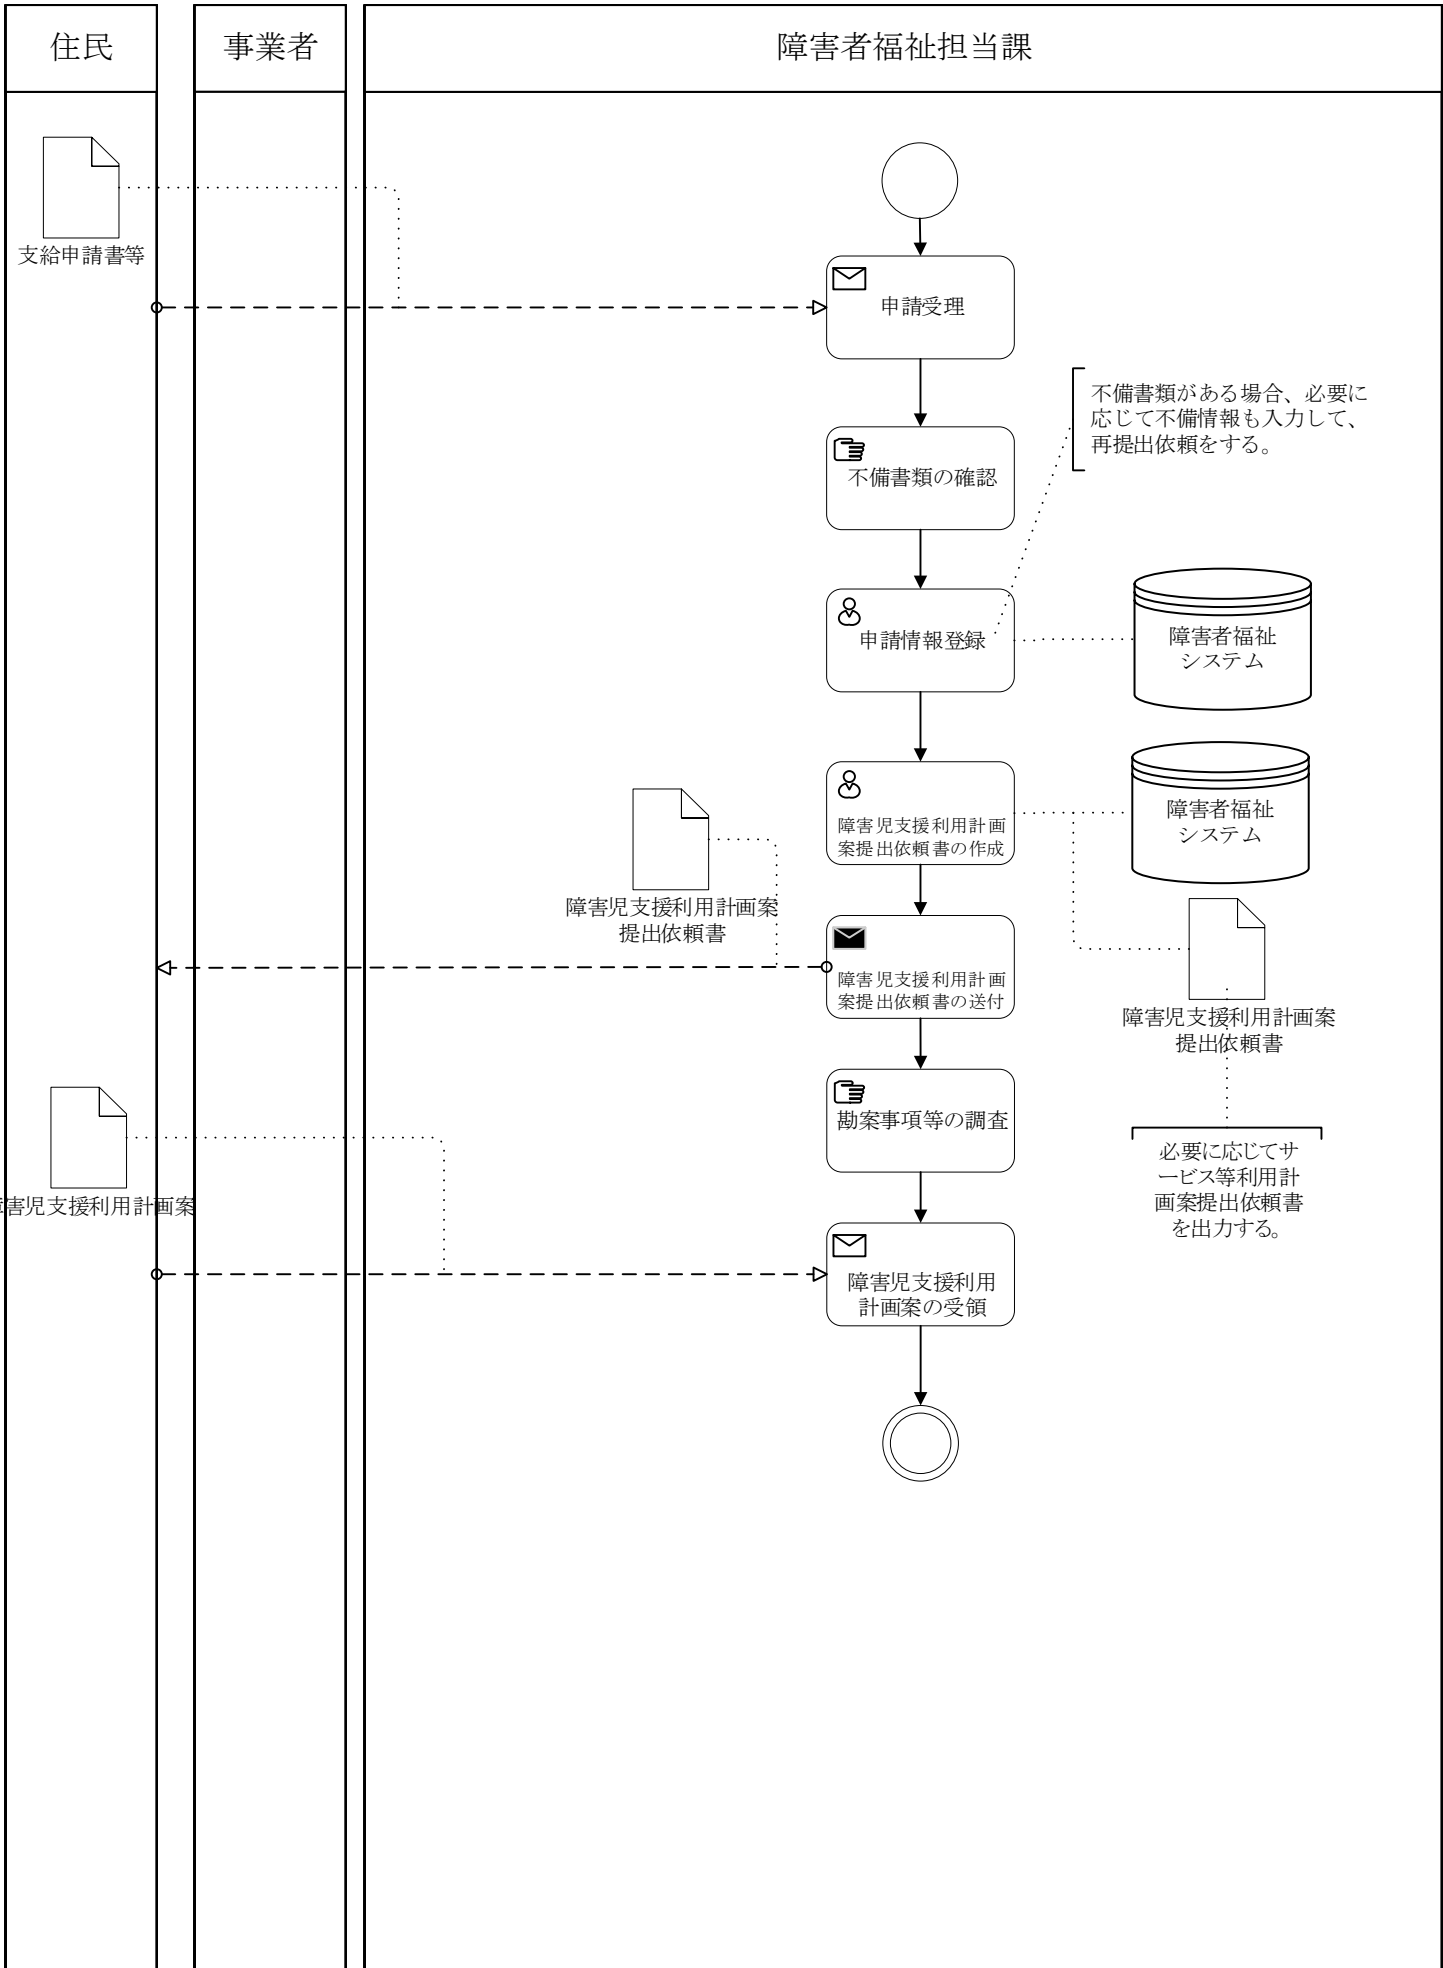 住民
事業者
障害者福祉担当課
支給申請書等
申請受理
不備書類がある場合、必要に
応じて不備情報も入力して、
再提出依頼をする。
不備書類の確認
申請情報登録
障害者福祉
システム
障害児支援利用計画
案提出依頼書の作成
障害者福祉
システム
障害児支援利用計画案
提出依頼書
障害児支援利用計画
案提出依頼書の送付
障害児支援利用計画案
提出依頼書
勘案事項等の調査
必要に応じてサ
ービス等利用計
画案提出依頼書
を出力する。
害児支援利用計画案
障害児支援利用
計画案の受領